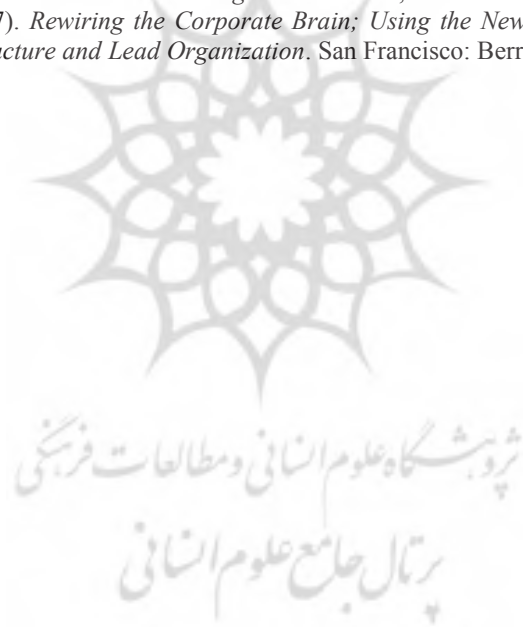 7). Rewiring the Corporate Brain; Using the New
ucture and Lead Organization. San Francisco: Berr
پژوهشگاه علوم انسانی و مطالعات فرهنگی
پرتال جامع علوم انسانی